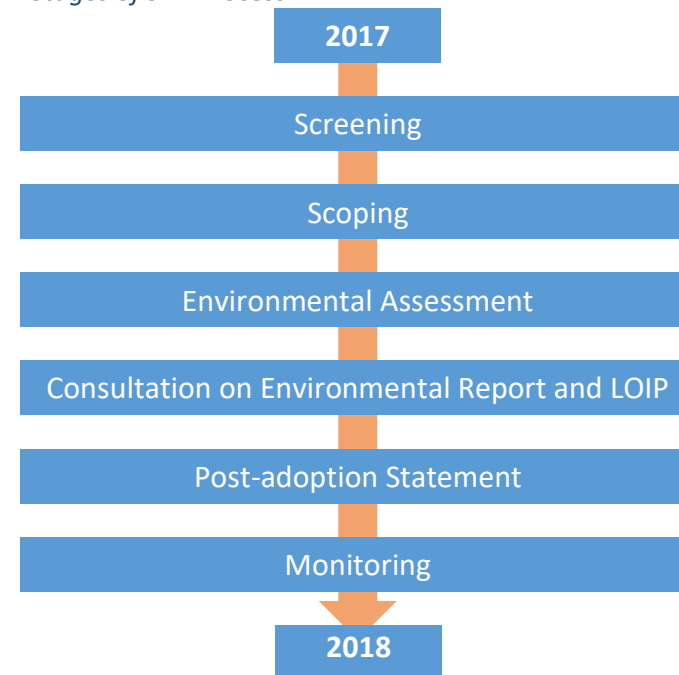 2017
Screening
Scoping
Environmental Assessment
Consultation on Environmental Report and LOIP
Post-adoption Statement
Monitoring
2018